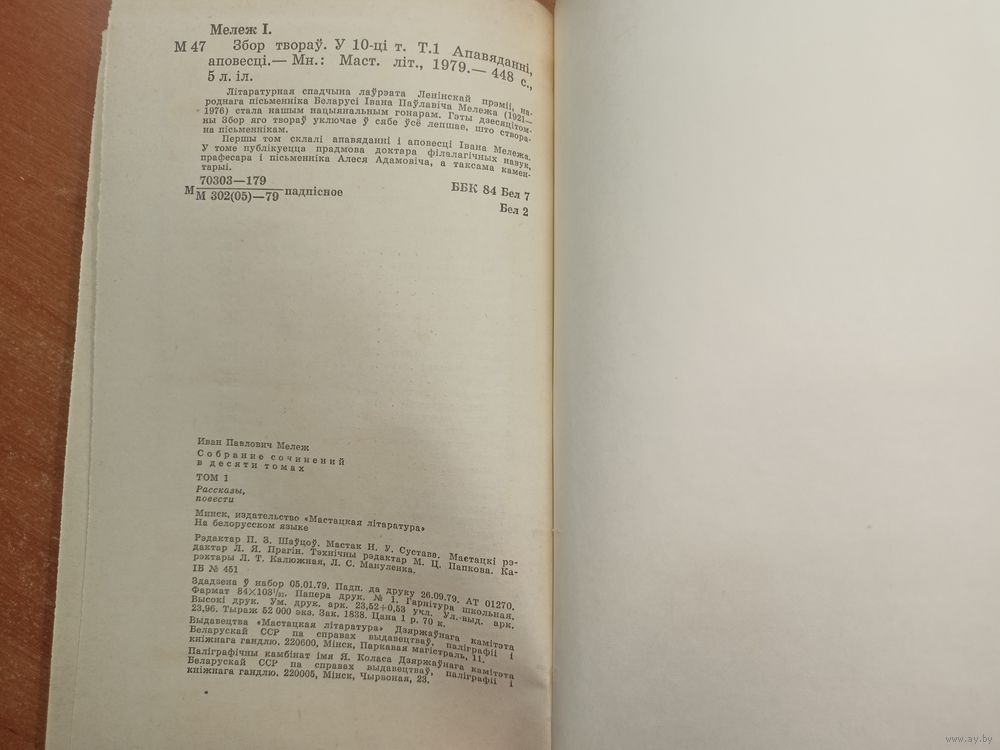 Мележ І.
М 47 Збор твораў. У 10-ці т. Т.1 Апавяданні,
аповесці.— Мн.: Маст. літ., 1979.— 448 с.,
5 л. іл.
Літаратурная спадчына лаўрэата Ленінскай прэміі, на-
роднага пісьменніка Беларусі Івана Паўлавіча Мележа (1921—
1976) стала нашым нацыянальным гонарам. Гэты дзесяцітом-
ны Збор яго твораў уключае ў сябе ўсё лепшае, што створа-
на пісьменнікам.
Першы том склалі апавяданні і аповесці Івана Мележа.
У томе публікуецца прадмова доктара філалагічных навук,
прафесара і пісьменніка Алеся Адамовіча, а таксама камен-
тарыі.
70303—179
М М 302(05)—79 падпісное
ББК 84 Бел 7
Бел 2
Иван Павлович Мележ
Собрание сочинений
в десяти томах
ТОМ 1
Рассказы,
повести
Минск, издательство «Мастацкая літаратура»
На белорусском языке
Рэдактар П. З. Шаўцоў. Мастак Н. У. Сустава. Мастацкі рэ-
дактар Л. Я. Прагін. Тэхнічны рэдактар М. Ц. Папкова. Ка-
рэктары Л. Т. Калюжная, Л. С. Мануленка.
ІБ № 451
Здадзена ў набор 05.01.79. Падп. да друку 26.09.79. АТ 01270.
Фармат 84×108¹/₃₂. Папера друк. № 1. Гарнітура школьная.
Высокі друк. Ум. друк. арк. 23,52+0,53 укл. Ул.-выд. арк.
23,96. Тыраж 52 000 экз. Зак. 1838. Цана 1 р. 70 к.
Выдавецтва «Мастацкая літаратура» Дзяржаўнага камітэта
Беларускай ССР па справах выдавецтваў, паліграфіі і
кніжнага гандлю. 220600, Мінск, Паркавая магістраль, 11.
Паліграфічны камбінат імя Я. Коласа Дзяржаўнага камітэта
Беларускай ССР па справах выдавецтваў, паліграфіі і
кніжнага гандлю. 220005, Мінск, Чырвоная, 23.
www.ay.by